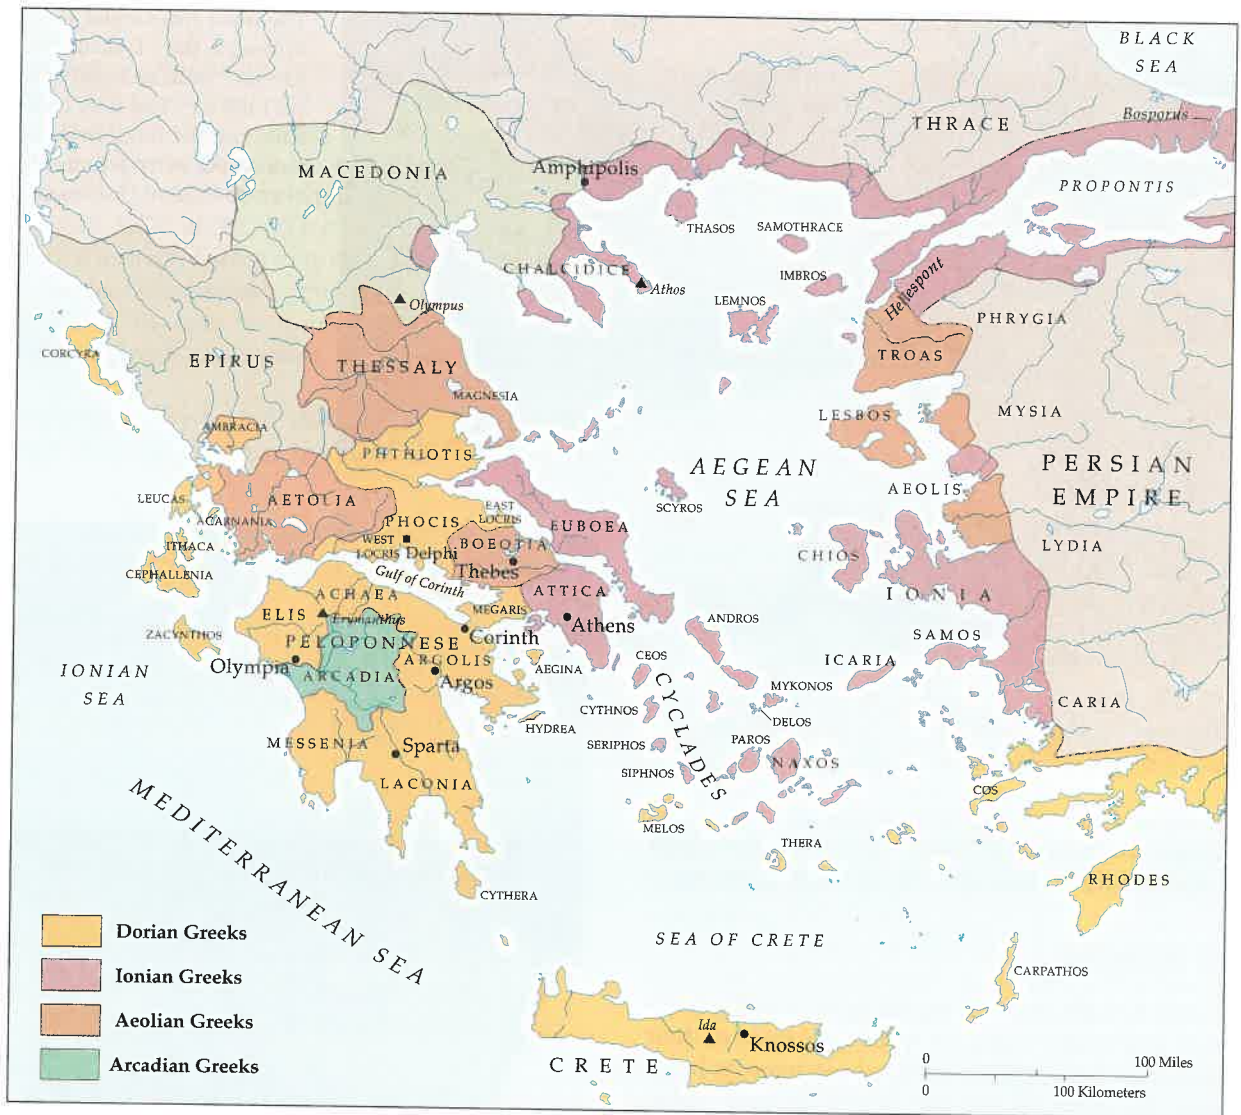 BLACK
SEA
THRACE
Bosporus
MACEDONIA
Amphipolis
PROPONTIS
THASOS
SAMOTHRACE
CHALCIDICE
Athos
IMBROS
Hellespont
LEMNOS
Olympus
PHRYGIA
CORCYRA
EPIRUS
THESSALY
TROAS
MAGNESIA
MYSIA
LESBOS
AMBRACIA
PHTHIOTIS
AEGEAN
SEA
PERSIAN
EMPIRE
AEOLIS
LEUCAS
AETOLIA
ACARNANIA
PHOCIS
EAST
LOCRIS
SCYROS
EUBOEA
WEST
LOCRIS
Delphi
BOEOTIA
Thebes
ITHACA
CEPHALLENIA
CHIOS
LYDIA
Gulf of Corinth
ACHAEA
ATTICA
IONIA
ELIS
Erymanthus
MEGARIS
Athens
ANDROS
ZACYNTHOS
PELOPONNESE
Corinth
SAMOS
Olympia
ARCADIA
ARGOLIS
Argos
AEGINA
CEOS
ICARIA
IONIAN
SEA
CYCLADES
MYKONOS
CYTHNOS
DELOS
CARIA
HYDREA
MESSENIA
Sparta
SERIPHOS
PAROS
NAXOS
SIPHNOS
LACONIA
COS
MELOS
MEDITERRANEAN SEA
THERA
CYTHERA
RHODES
SEA OF CRETE
CARPATHOS
Ida
Knossos
CRETE
Dorian Greeks
Ionian Greeks
Aeolian Greeks
Arcadian Greeks
0
100 Miles
0
100 Kilometers